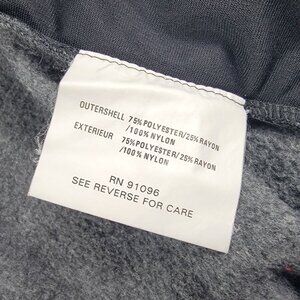 OUTERSHELL 75%POLYESTER/25%RAYON
/100%NYLON
EXTERIEUR 75%POLYESTER/25%RAYON
/100%NYLON
RN 91096
SEE REVERSE FOR CARE